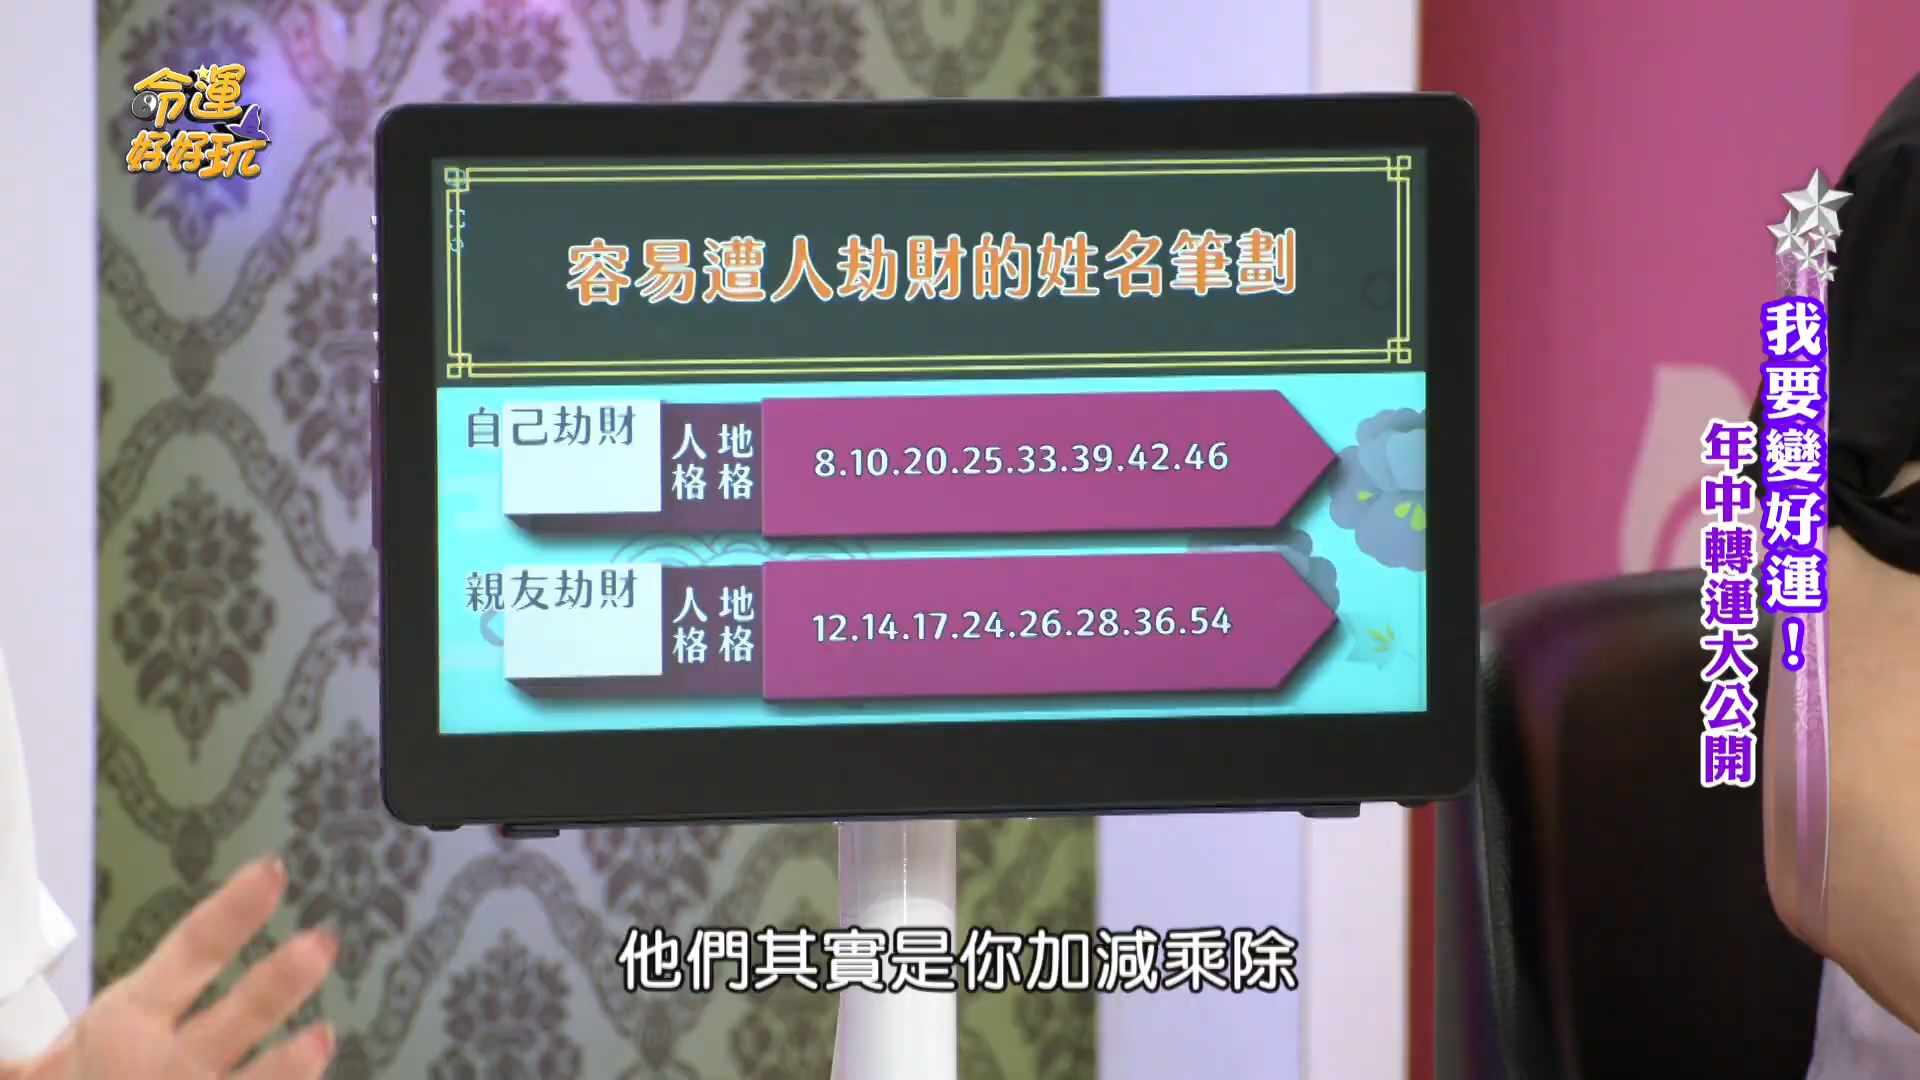 命運
好好玩
容易遭人劫財的姓名筆劃
自己劫財
人格
地格
8.10.20.25.33.39.42.46
親友劫財
人格
地格
12.14.17.24.26.28.36.54
我要變好運！
年中轉運大公開
他們其實是你加減乘除